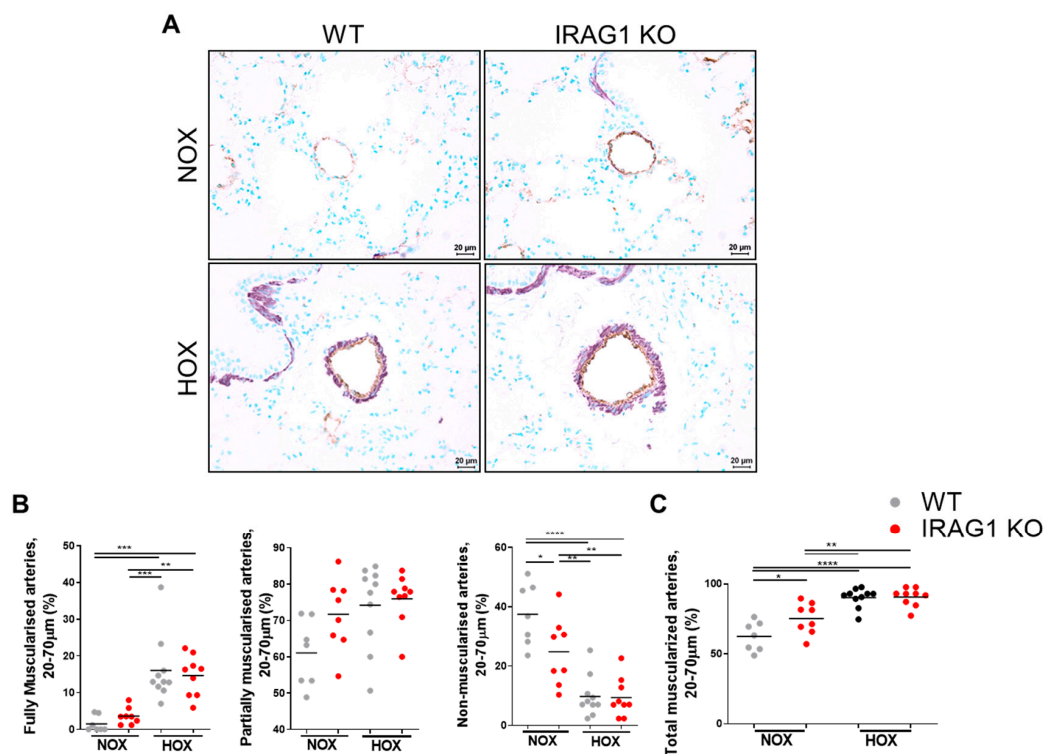 A
WT
IRAG1 KO
NOX
20 µm
20 µm
HOX
20 µm
20 µm
B
C
WT
IRAG1 KO
Fully Muscularised arteries,
20-70µm (%)
50
40
30
20
10
0
***
**
***
NOX
HOX
Partially muscularised arteries,
20-70µm (%)
90
80
70
60
50
40
NOX
HOX
Non-muscularised arteries,
20-70µm (%)
60
40
20
0
****
*
**
**
NOX
HOX
Total muscularized arteries,
20-70µm (%)
100
50
0
**
****
*
NOX
HOX